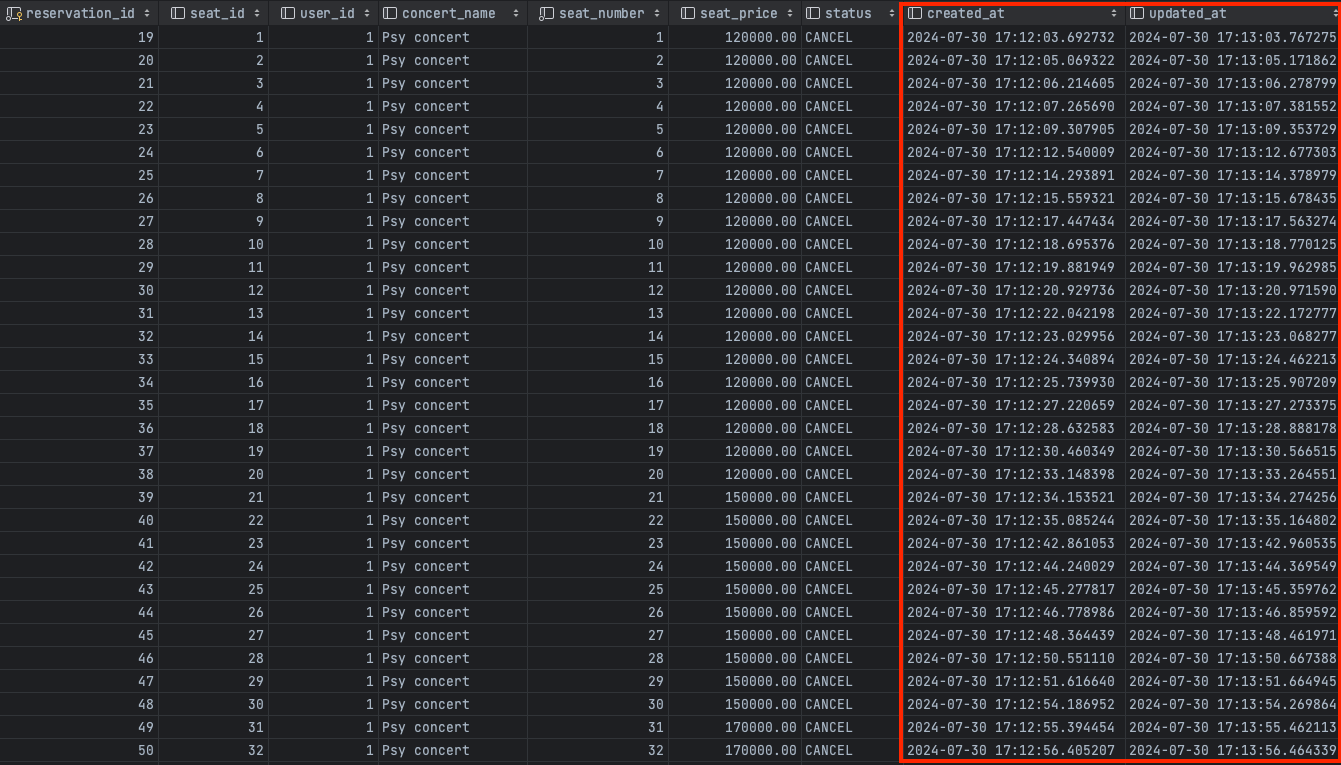 reservation_id seat_id user_id concert_name seat_number seat_price status created_at updated_at
19 1 1 Psy concert 1 120000.00 CANCEL 2024-07-30 17:12:03.692732 2024-07-30 17:13:03.767275
20 2 1 Psy concert 2 120000.00 CANCEL 2024-07-30 17:12:05.069322 2024-07-30 17:13:05.171862
21 3 1 Psy concert 3 120000.00 CANCEL 2024-07-30 17:12:06.214605 2024-07-30 17:13:06.278799
22 4 1 Psy concert 4 120000.00 CANCEL 2024-07-30 17:12:07.265690 2024-07-30 17:13:07.381552
23 5 1 Psy concert 5 120000.00 CANCEL 2024-07-30 17:12:09.307905 2024-07-30 17:13:09.353729
24 6 1 Psy concert 6 120000.00 CANCEL 2024-07-30 17:12:12.540009 2024-07-30 17:13:12.677303
25 7 1 Psy concert 7 120000.00 CANCEL 2024-07-30 17:12:14.293891 2024-07-30 17:13:14.378979
26 8 1 Psy concert 8 120000.00 CANCEL 2024-07-30 17:12:15.559321 2024-07-30 17:13:15.678435
27 9 1 Psy concert 9 120000.00 CANCEL 2024-07-30 17:12:17.447434 2024-07-30 17:13:17.563274
28 10 1 Psy concert 10 120000.00 CANCEL 2024-07-30 17:12:18.695376 2024-07-30 17:13:18.770125
29 11 1 Psy concert 11 120000.00 CANCEL 2024-07-30 17:12:19.881949 2024-07-30 17:13:19.962985
30 12 1 Psy concert 12 120000.00 CANCEL 2024-07-30 17:12:20.929736 2024-07-30 17:13:20.971590
31 13 1 Psy concert 13 120000.00 CANCEL 2024-07-30 17:12:22.042198 2024-07-30 17:13:22.172777
32 14 1 Psy concert 14 120000.00 CANCEL 2024-07-30 17:12:23.029956 2024-07-30 17:13:23.068277
33 15 1 Psy concert 15 120000.00 CANCEL 2024-07-30 17:12:24.340894 2024-07-30 17:13:24.462213
34 16 1 Psy concert 16 120000.00 CANCEL 2024-07-30 17:12:25.739930 2024-07-30 17:13:25.907209
35 17 1 Psy concert 17 120000.00 CANCEL 2024-07-30 17:12:27.220659 2024-07-30 17:13:27.273375
36 18 1 Psy concert 18 120000.00 CANCEL 2024-07-30 17:12:28.632583 2024-07-30 17:13:28.888178
37 19 1 Psy concert 19 120000.00 CANCEL 2024-07-30 17:12:30.460349 2024-07-30 17:13:30.566515
38 20 1 Psy concert 20 120000.00 CANCEL 2024-07-30 17:12:33.148398 2024-07-30 17:13:33.264551
39 21 1 Psy concert 21 150000.00 CANCEL 2024-07-30 17:12:34.153521 2024-07-30 17:13:34.274256
40 22 1 Psy concert 22 150000.00 CANCEL 2024-07-30 17:12:35.085244 2024-07-30 17:13:35.164802
41 23 1 Psy concert 23 150000.00 CANCEL 2024-07-30 17:12:42.861053 2024-07-30 17:13:42.960535
42 24 1 Psy concert 24 150000.00 CANCEL 2024-07-30 17:12:44.240029 2024-07-30 17:13:44.369549
43 25 1 Psy concert 25 150000.00 CANCEL 2024-07-30 17:12:45.277817 2024-07-30 17:13:45.359762
44 26 1 Psy concert 26 150000.00 CANCEL 2024-07-30 17:12:46.778986 2024-07-30 17:13:46.859592
45 27 1 Psy concert 27 150000.00 CANCEL 2024-07-30 17:12:48.364439 2024-07-30 17:13:48.461971
46 28 1 Psy concert 28 150000.00 CANCEL 2024-07-30 17:12:50.551110 2024-07-30 17:13:50.667388
47 29 1 Psy concert 29 150000.00 CANCEL 2024-07-30 17:12:51.616640 2024-07-30 17:13:51.664945
48 30 1 Psy concert 30 150000.00 CANCEL 2024-07-30 17:12:54.186952 2024-07-30 17:13:54.269864
49 31 1 Psy concert 31 170000.00 CANCEL 2024-07-30 17:12:55.394454 2024-07-30 17:13:55.462113
50 32 1 Psy concert 32 170000.00 CANCEL 2024-07-30 17:12:56.405207 2024-07-30 17:13:56.464339